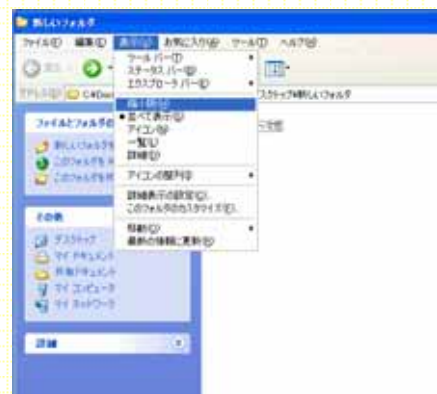 新しいフォルダ
ファイル(F) 編集(E) 表示(V) お気に入り(A) ツール(T) ヘルプ(H)
ツール バー(T)
ステータス バー(B)
エクスプローラ バー(E)
縮小版(H)
並べて表示(S)
アイコン(N)
一覧(L)
詳細(D)
アイコンの整列(I)
詳細表示の設定(C)...
このフォルダのカスタマイズ(F)...
移動(O)
最新の情報に更新(R)
ファイルとフォルダの
その他
デスクトップ
マイ ドキュメント
共有ドキュメント
マイ コンピュータ
マイ ネットワーク
詳細